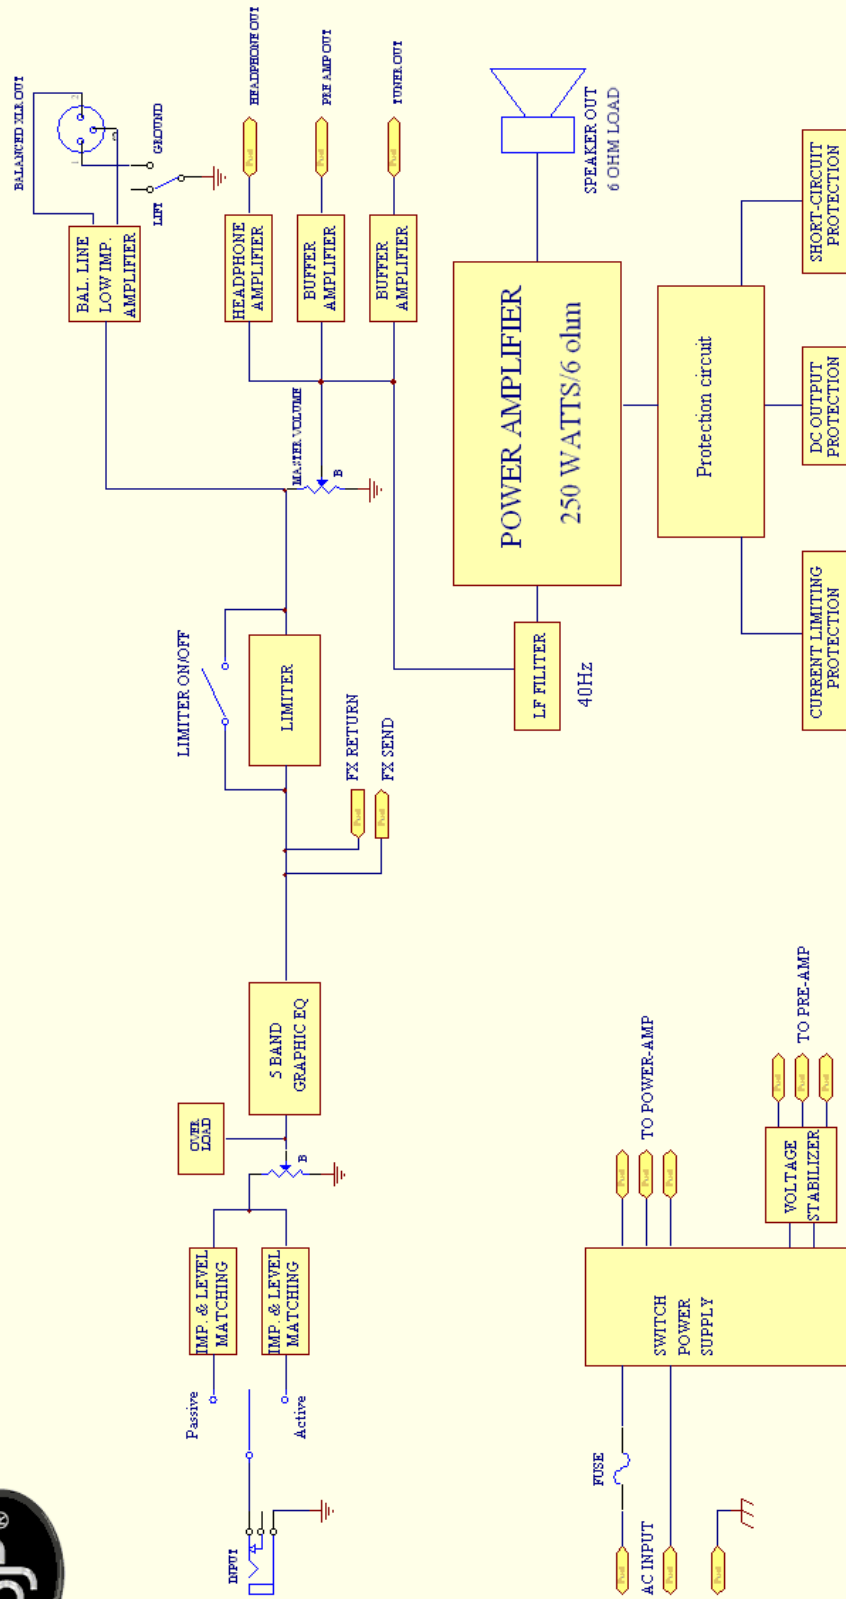 INPUT
Passive
Active
IMP. & LEVEL
MATCHING
IMP. & LEVEL
MATCHING
B
OVER
LOAD
5 BAND
GRAPHIC EQ
FX RETURN
FX SEND
LIMITER ON/OFF
LIMITER
MASTER VOLUME
B
BAL. LINE
LOW IMP.
AMPLIFIER
BALANCED XLR OUT
1
2
3
LIFT
GROUND
HEADPHONE
AMPLIFIER
HEADPHONE OUT
BUFFER
AMPLIFIER
PRE AMP OUT
BUFFER
AMPLIFIER
TUNER OUT
LF FILITER
40Hz
POWER AMPLIFIER
250 WATTS/6 ohm
SPEAKER OUT
6 OHM LOAD
Protection circuit
CURRENT LIMITING
PROTECTION
DC OUTPUT
PROTECTION
SHORT-CIRCUIT
PROTECTION
AC INPUT
FUSE
SWITCH
POWER
SUPPLY
TO POWER-AMP
VOLTAGE
STABILIZER
TO PRE-AMP
®